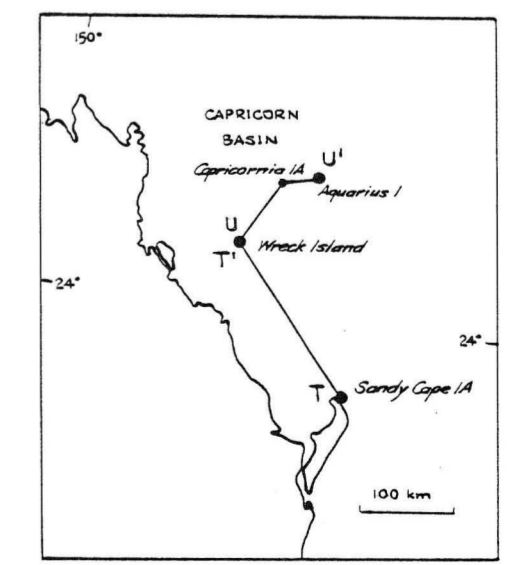 150°
CAPRICORN
BASIN
Capricornia 1A
U'
Aquarius 1
U
T'
Wreck Island
24°
24°
T
Sandy Cape 1A
100 km